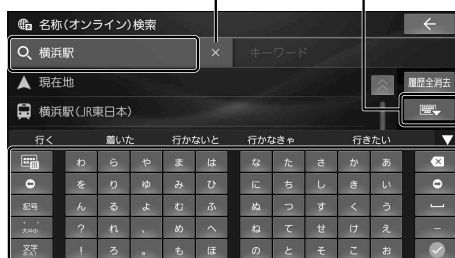 名称(オンライン)検索
横浜駅 × キーワード
現在地
履歴全消去
横浜駅(JR東日本)
行く 着いた 行かないと 行かなきゃ 行きたい
わ ら や ま は な た さ か あ
を り ゆ み ひ に ち し き い
記号 ん る よ む ふ ぬ つ す く う
大⇔小 ? れ 、 め へ ね て せ け え -
文字 ! ろ 。 も ほ の と そ こ お